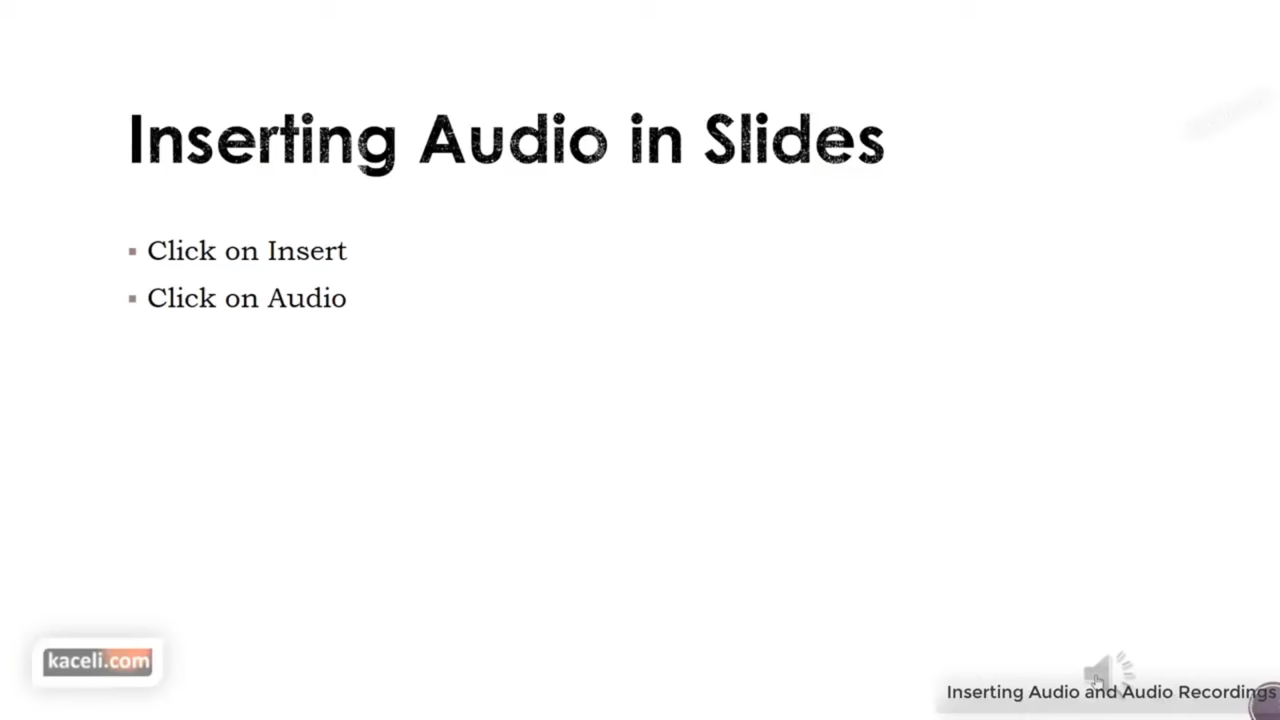 Inserting Audio in Slides
Click on Insert
Click on Audio
kaceli.com
Inserting Audio and Audio Recordings